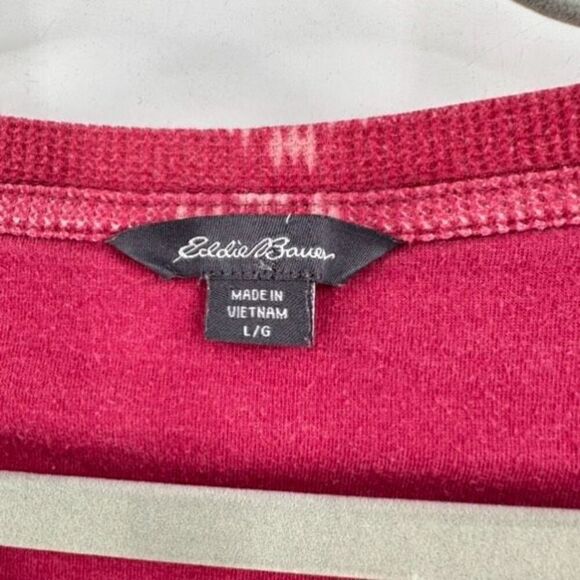 Eddie Bauer
MADE IN
VIETNAM
L/G